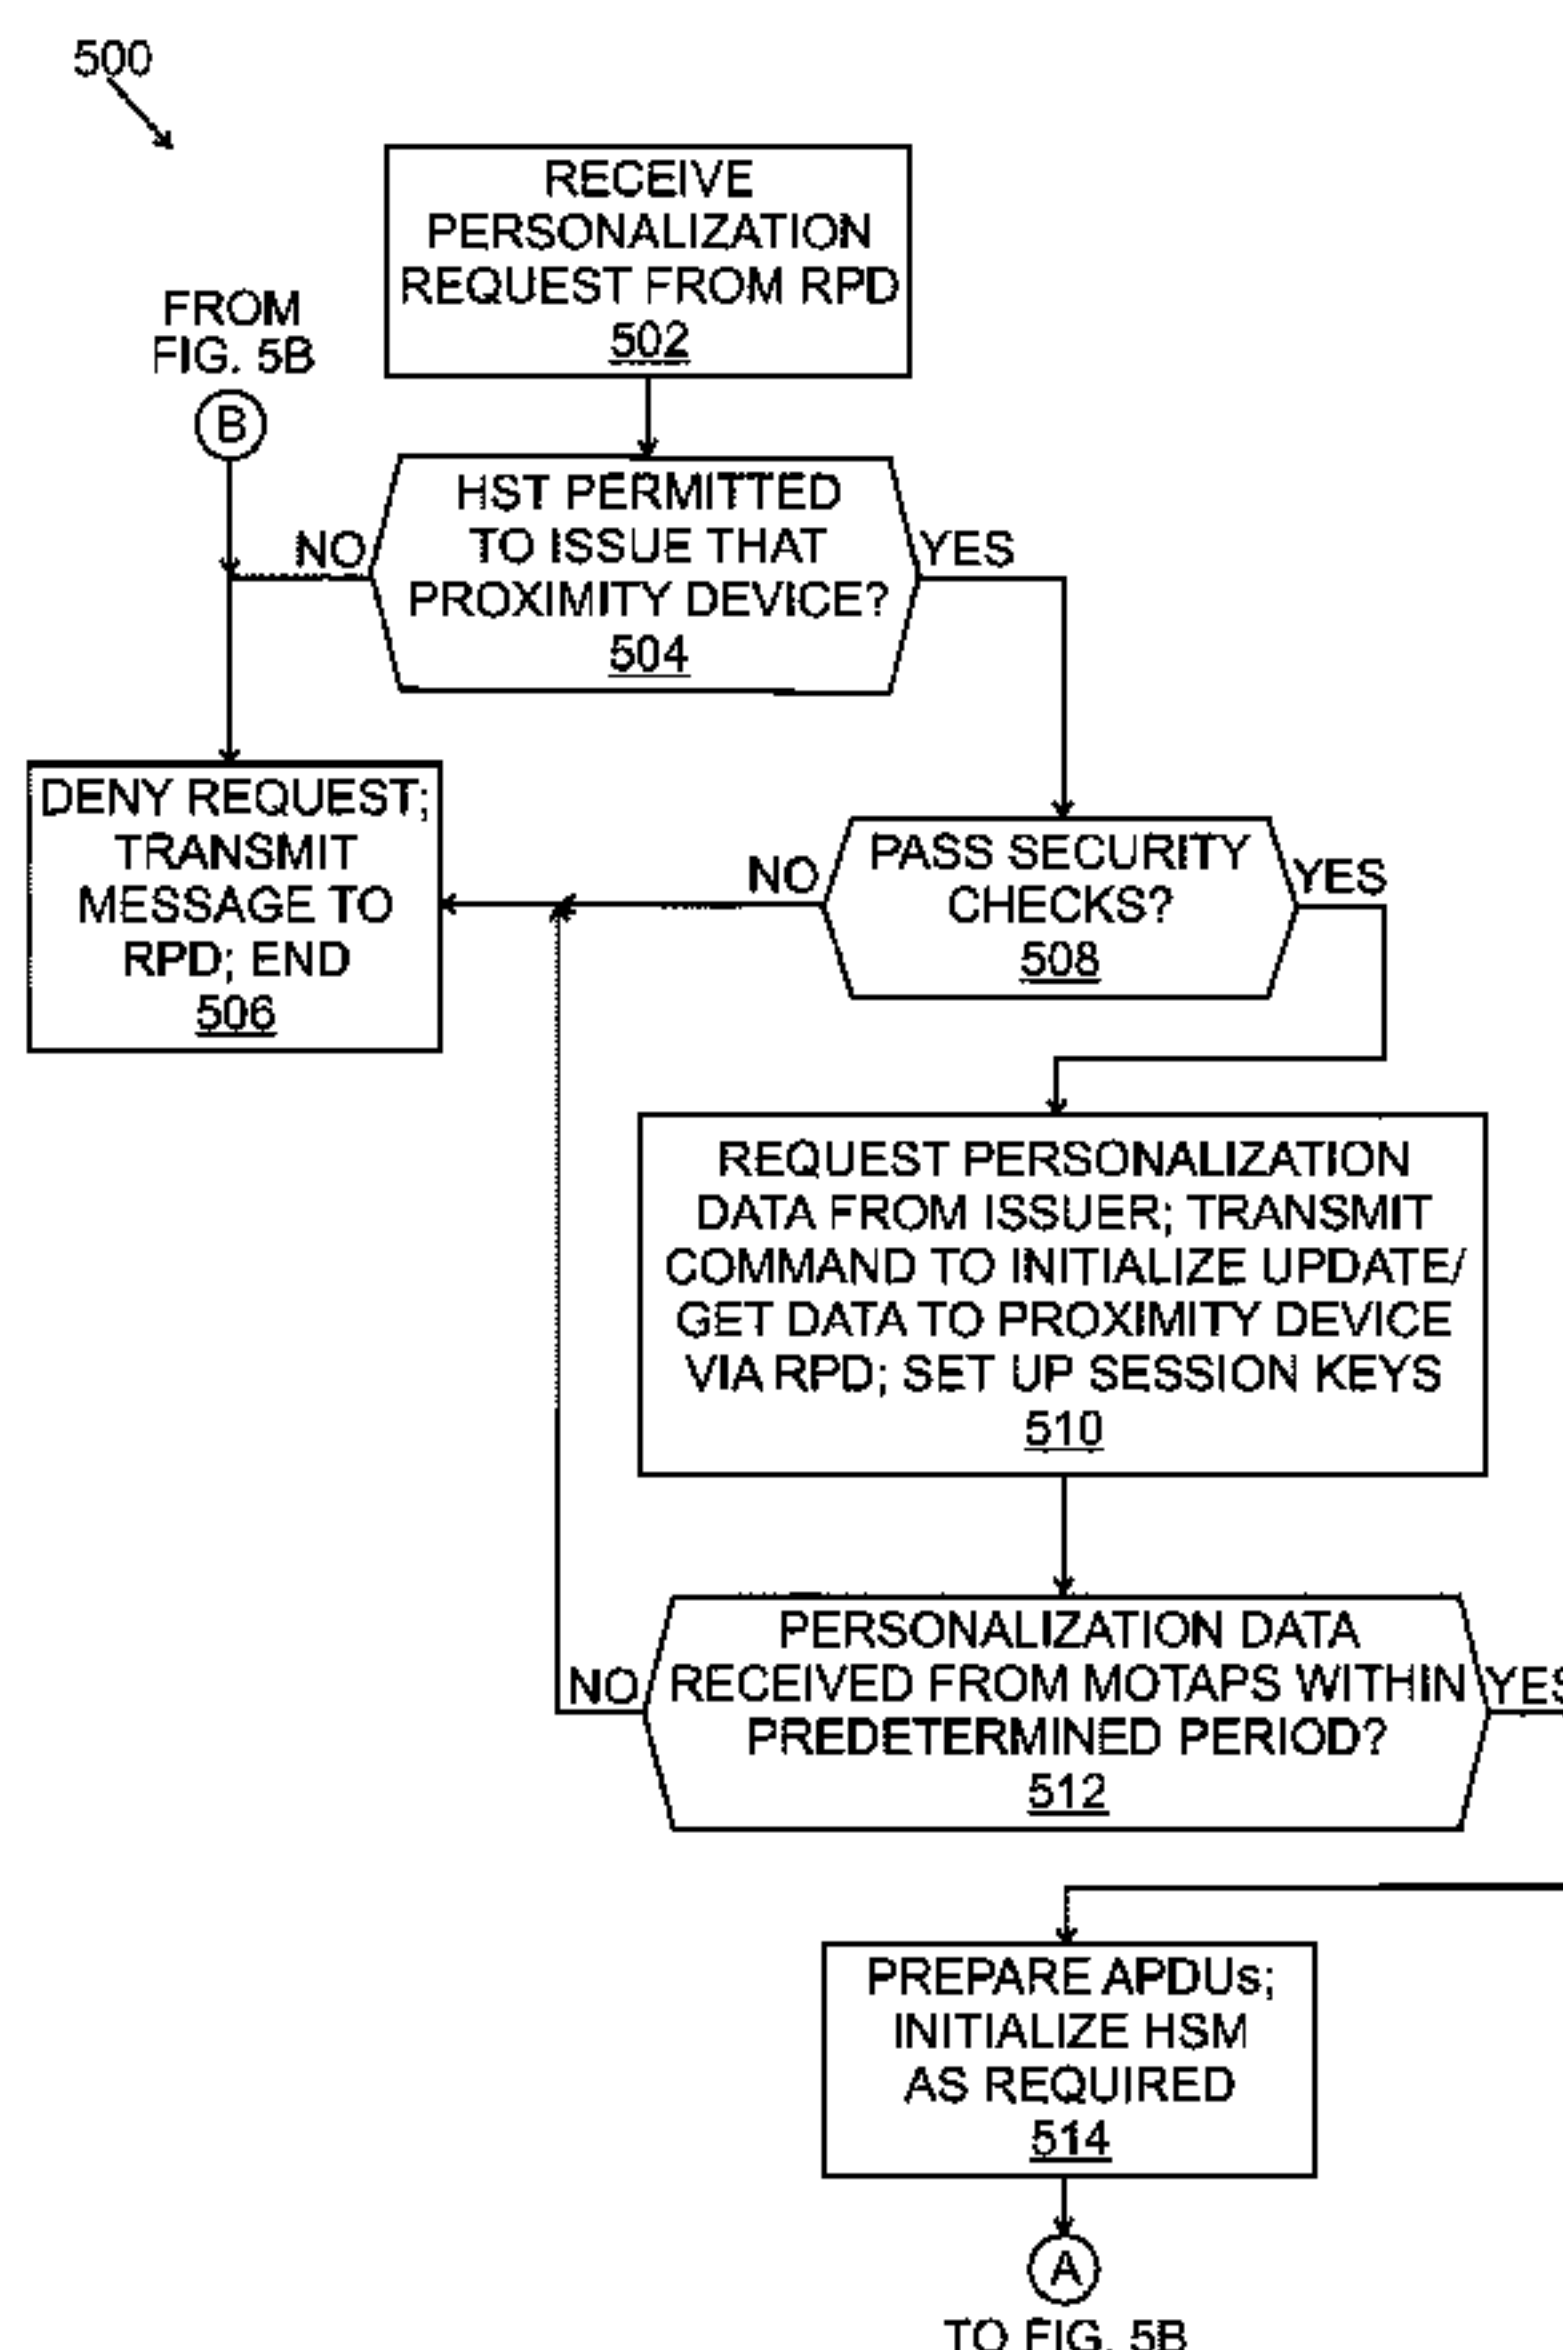 500
RECEIVE
PERSONALIZATION
REQUEST FROM RPD
502
FROM
FIG. 5B
B
HST PERMITTED
TO ISSUE THAT
PROXIMITY DEVICE?
504
NO
YES
DENY REQUEST;
TRANSMIT
MESSAGE TO
RPD; END
506
NO
PASS SECURITY
CHECKS?
508
YES
REQUEST PERSONALIZATION
DATA FROM ISSUER; TRANSMIT
COMMAND TO INITIALIZE UPDATE/
GET DATA TO PROXIMITY DEVICE
VIA RPD; SET UP SESSION KEYS
510
NO
PERSONALIZATION DATA
RECEIVED FROM MOTAPS WITHIN
PREDETERMINED PERIOD?
512
YES
PREPARE APDUs;
INITIALIZE HSM
AS REQUIRED
514
A
TO FIG. 5B